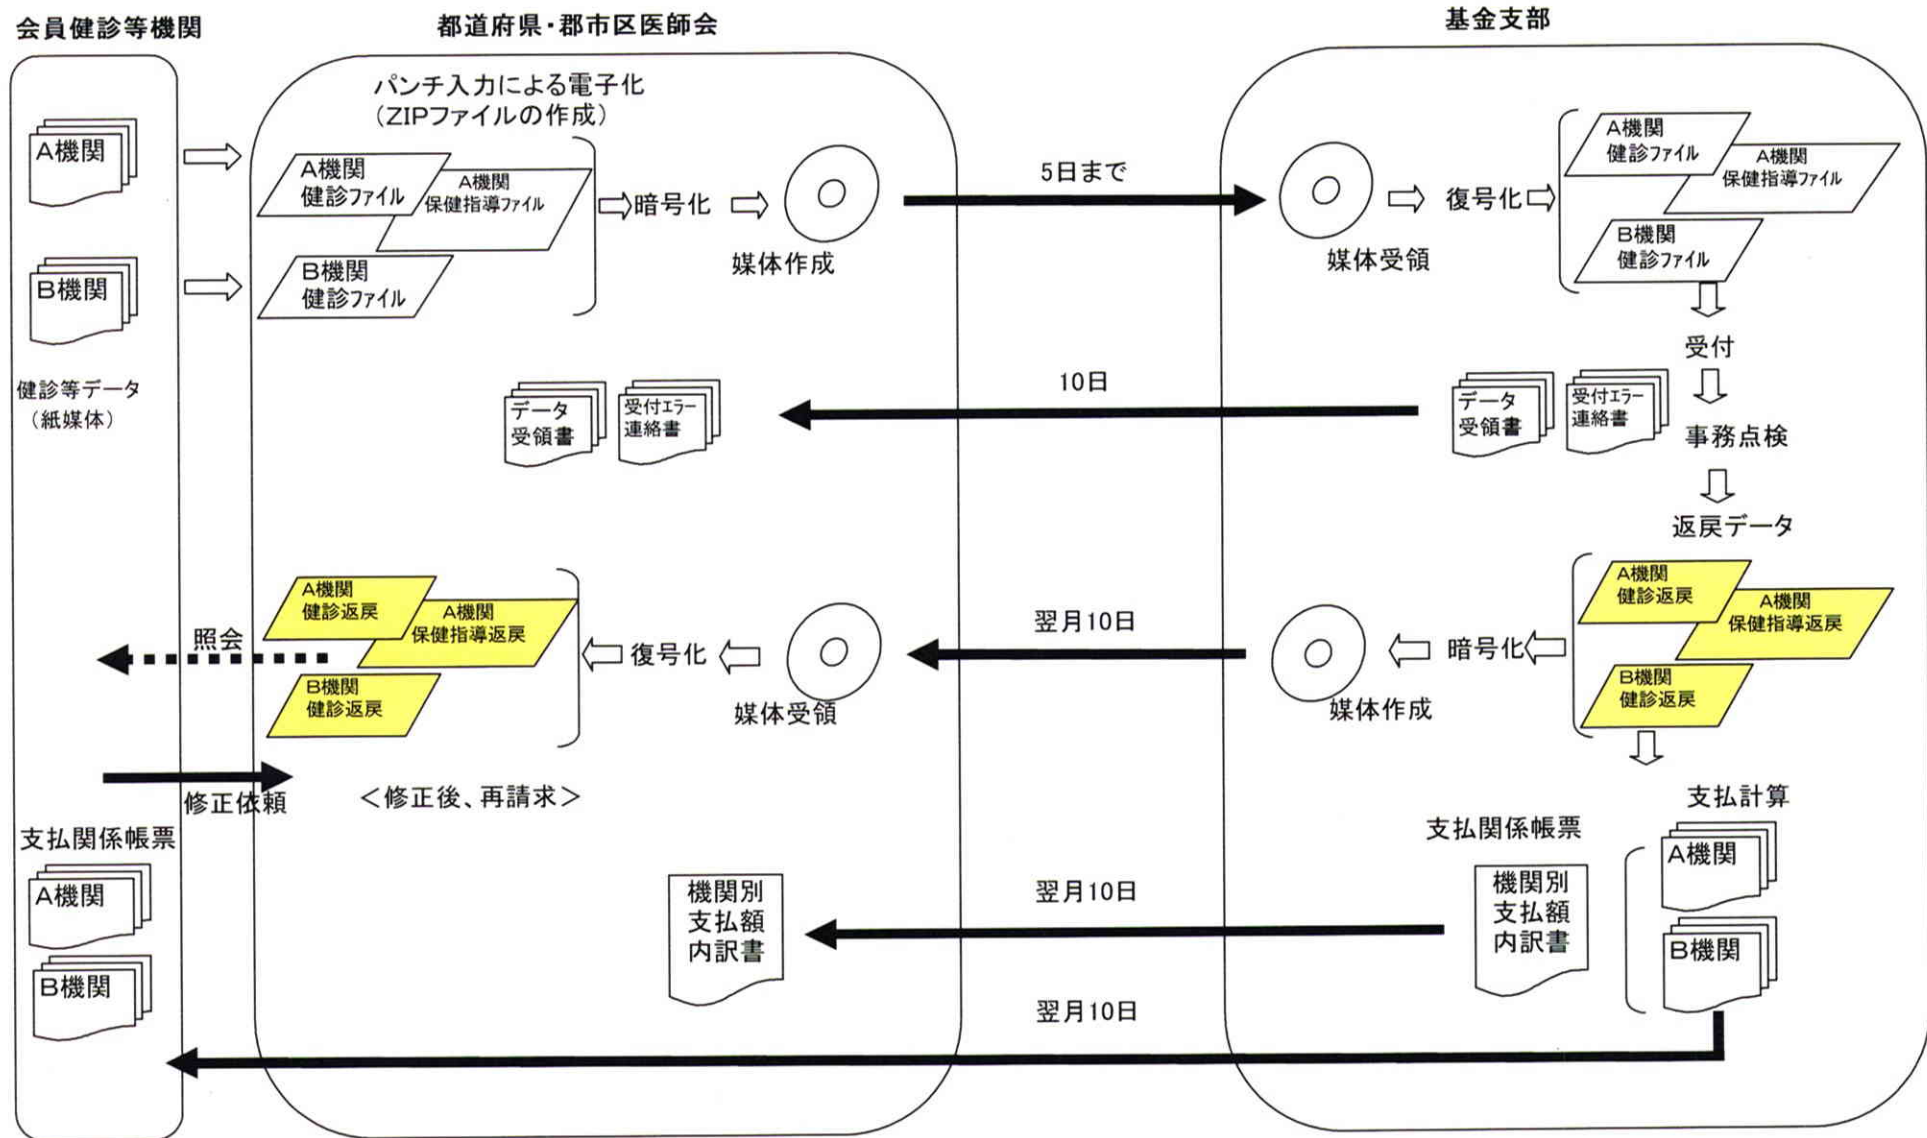 会員健診等機関
都道府県・郡市区医師会
基金支部
パンチ入力による電子化
(ZIPファイルの作成)
A機関
B機関
健診等データ
(紙媒体)
A機関
健診ファイル
A機関
保健指導ファイル
B機関
健診ファイル
暗号化
媒体作成
5日まで
媒体受領
復号化
A機関
健診ファイル
A機関
保健指導ファイル
B機関
健診ファイル
受付
事務点検
返戻データ
データ
受領書
受付エラー
連絡書
10日
データ
受領書
受付エラー
連絡書
A機関
健診返戻
A機関
保健指導返戻
B機関
健診返戻
照会
復号化
媒体受領
翌月10日
媒体作成
暗号化
A機関
健診返戻
A機関
保健指導返戻
B機関
健診返戻
修正依頼
<修正後、再請求>
支払関係帳票
A機関
B機関
機関別
支払額
内訳書
翌月10日
支払関係帳票
機関別
支払額
内訳書
支払計算
A機関
B機関
翌月10日